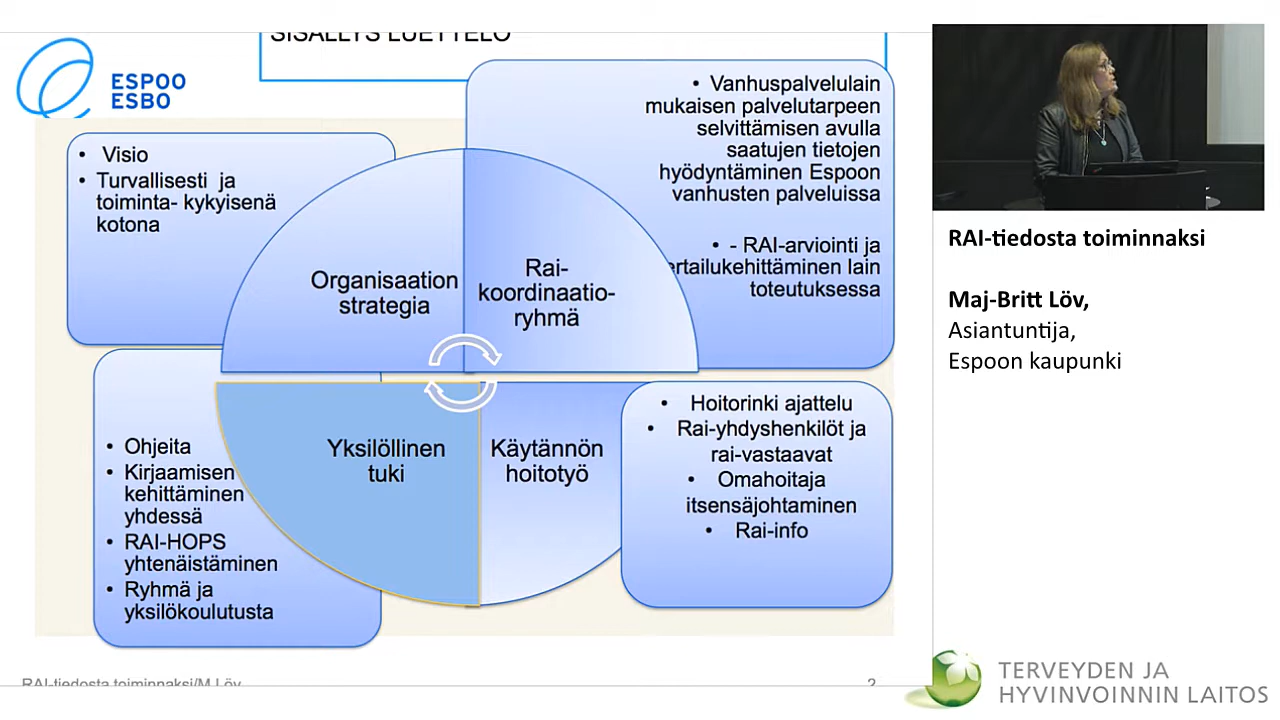 SISÄLLYS LUETTELO
ESPOO
ESBO
• Visio
• Turvallisesti ja
toiminta- kykyisenä
kotona
• Vanhuspalvelulain
mukaisen palvelutarpeen
selvittämisen avulla
saatujen tietojen
hyödyntäminen Espoon
vanhusten palveluissa
• - RAI-arviointi ja
ertailukehittäminen lain
toteutuksessa
Organisaation
strategia
Rai-
koordinaatio-
ryhmä
Yksilöllinen
tuki
Käytännön
hoitotyö
• Ohjeita
• Kirjaamisen
kehittäminen
yhdessä
• RAI-HOPS
yhtenäistäminen
• Ryhmä ja
yksilökoulutusta
• Hoitorinki ajattelu
• Rai-yhdyshenkilöt ja
rai-vastaavat
• Omahoitaja
itsensäjohtaminen
• Rai-info
RAI-tiedosta toiminnaksi/M Löv
2
RAI-tiedosta toiminnaksi
Maj-Britt Löv,
Asiantuntija,
Espoon kaupunki
TERVEYDEN JA
HYVINVOINNIN LAITOS